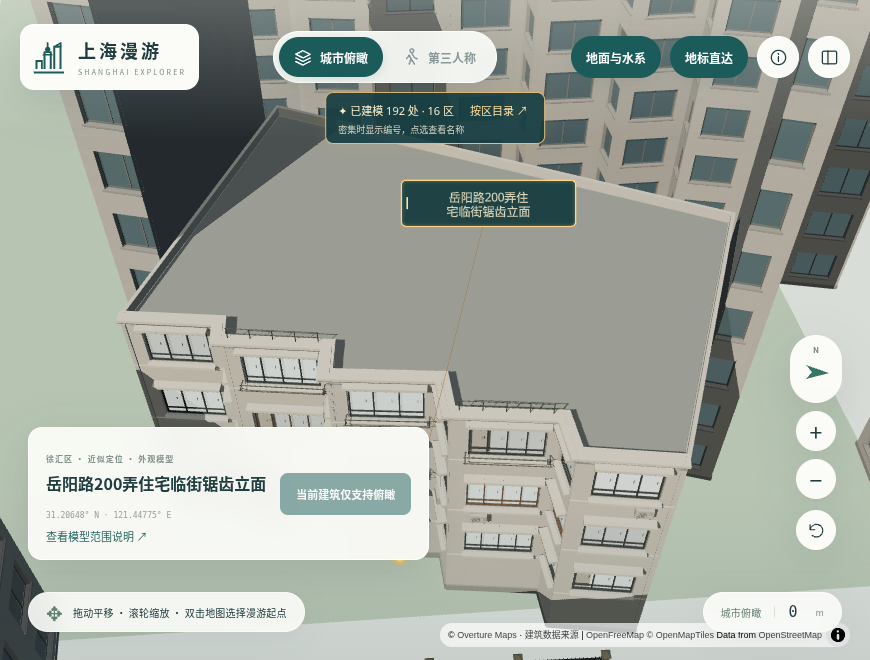 上海漫游
SHANGHAI EXPLORER
城市俯瞰
第三人称
地面与水系
地标直达
✦ 已建模 192 处 · 16 区 按区目录 ↗
密集时显示编号，点选查看名称
岳阳路200弄住
宅临街锯齿立面
N
+
−
徐汇区 · 近似定位 · 外观模型
岳阳路200弄住宅临街锯齿立面
当前建筑仅支持俯瞰
31.20648° N · 121.44775° E
查看模型范围说明 ↗
拖动平移 · 滚轮缩放 · 双击地图选择漫游起点
城市俯瞰 0 m
© Overture Maps · 建筑数据来源 | OpenFreeMap © OpenMapTiles Data from OpenStreetMap